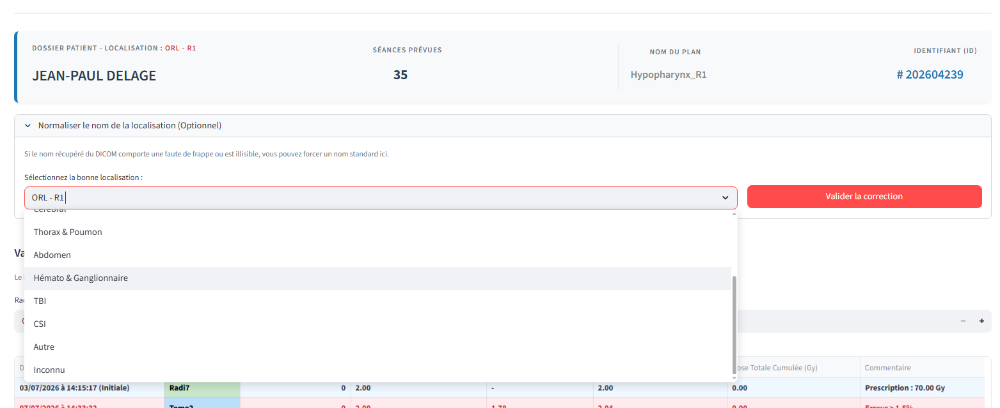 DOSSIER PATIENT - LOCALISATION : ORL - R1
SÉANCES PRÉVUES
NOM DU PLAN
IDENTIFIANT (ID)
JEAN-PAUL DELAGE
35
Hypopharynx_R1
# 202604239
Normaliser le nom de la localisation (Optionnel)
Si le nom récupéré du DICOM comporte une faute de frappe ou est illisible, vous pouvez forcer un nom standard ici.
Sélectionnez la bonne localisation :
ORL - R1
Valider la correction
Cérébral
Thorax & Poumon
Abdomen
Hémato & Ganglionnaire
TBI
CSI
Autre
Inconnu
Va
Le
Rad
− +
ose Totale Cumulée (Gy) Commentaire
03/07/2026 à 14:15:17 (Initiale) Radi7 0 2.00 - 2.00 0.00 Prescription : 70.00 Gy
07/07/2026 à 14:33:32 Tomo2 0 2.00 1.78 2.04 0.00 Erreur > 1.5%